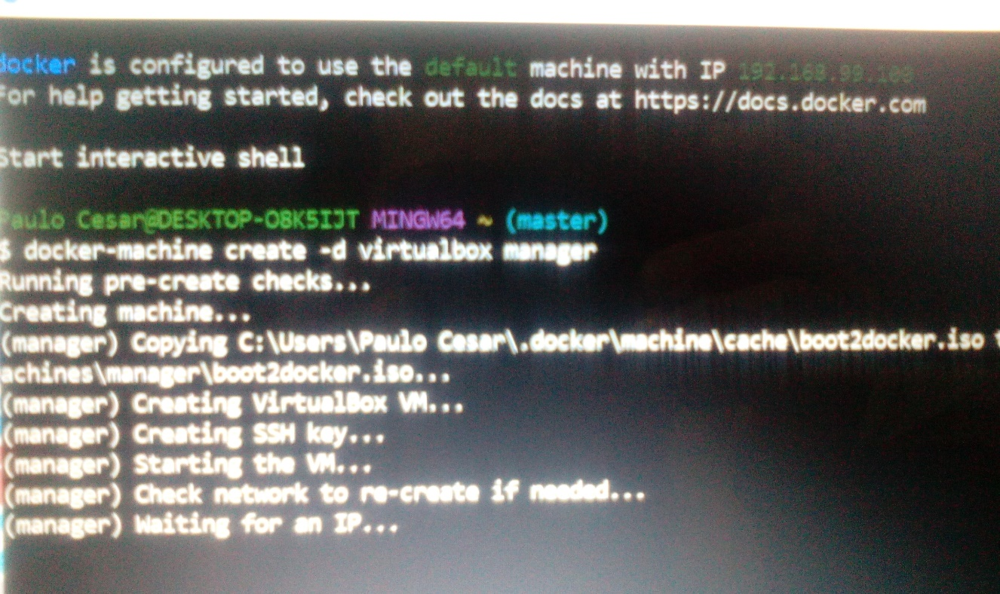 docker is configured to use the default machine with IP 192.168.99.100
For help getting started, check out the docs at https://docs.docker.com
Start interactive shell
Paulo Cesar@DESKTOP-O8K5IJT MINGW64 ~ (master)
$ docker-machine create -d virtualbox manager
Running pre-create checks...
Creating machine...
(manager) Copying C:\Users\Paulo Cesar\.docker\machine\cache\boot2docker.iso
achines\manager\boot2docker.iso...
(manager) Creating VirtualBox VM...
(manager) Creating SSH key...
(manager) Starting the VM...
(manager) Check network to re-create if needed...
(manager) Waiting for an IP...